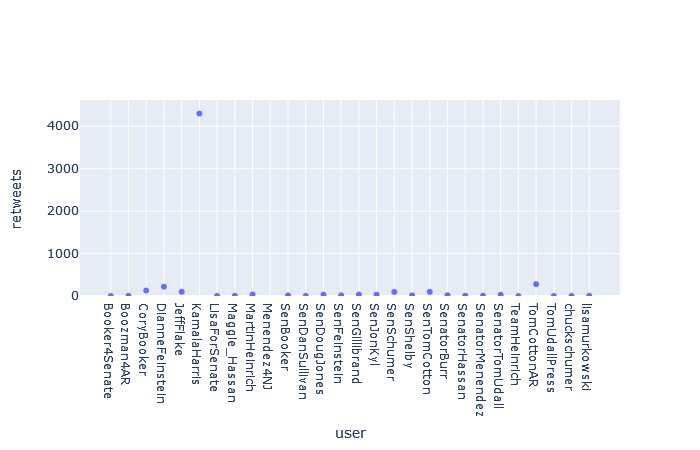 4000
3000
2000
1000
0
retweets
Booker4Senate
Boozman4AR
CoryBooker
DianneFeinstein
JeffFlake
KamalaHarris
LisaForSenate
Maggie_Hassan
MartinHeinrich
Menendez4NJ
SenBooker
SenDanSullivan
SenDougJones
SenFeinstein
SenGillibrand
SenJonKyl
SenSchumer
SenShelby
SenTomCotton
SenatorBurr
SenatorHassan
SenatorMenendez
SenatorTomUdall
TeamHeinrich
TomCottonAR
TomUdallPress
chuckschumer
lisamurkowski
user